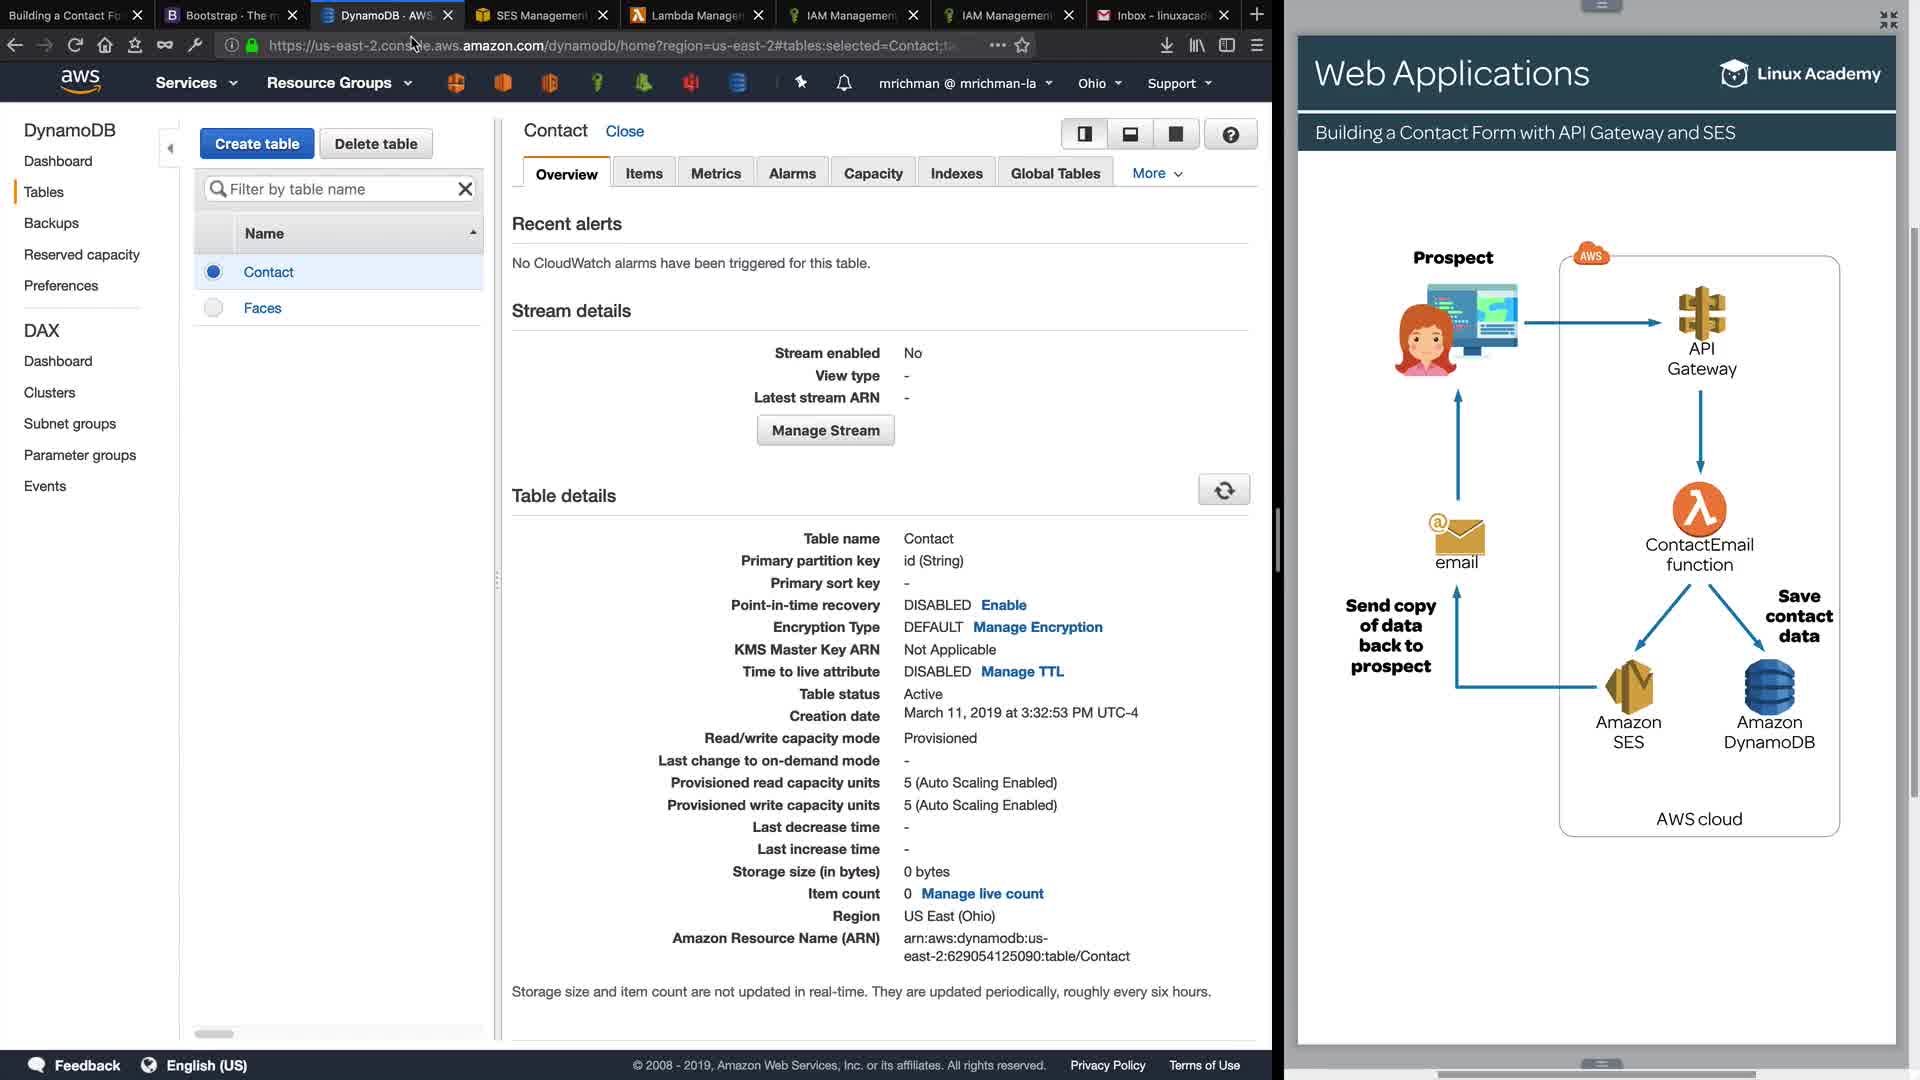 Building a Contact Fo
Bootstrap · The m
DynamoDB · AWS
SES Management
Lambda Manage
IAM Management
IAM Management
Inbox - linuxacad
https://us-east-2.console.aws.amazon.com/dynamodb/home?region=us-east-2#tables:selected=Contact;ta
aws
Services
Resource Groups
mrichman @ mrichman-la
Ohio
Support
DynamoDB
Dashboard
Tables
Backups
Reserved capacity
Preferences
DAX
Dashboard
Clusters
Subnet groups
Parameter groups
Events
Create table
Delete table
Filter by table name
Name
Contact
Faces
Contact
Close
Overview
Items
Metrics
Alarms
Capacity
Indexes
Global Tables
More
Recent alerts
No CloudWatch alarms have been triggered for this table.
Stream details
Stream enabled No
View type -
Latest stream ARN -
Manage Stream
Table details
Table name Contact
Primary partition key id (String)
Primary sort key -
Point-in-time recovery DISABLED Enable
Encryption Type DEFAULT Manage Encryption
KMS Master Key ARN Not Applicable
Time to live attribute DISABLED Manage TTL
Table status Active
Creation date March 11, 2019 at 3:32:53 PM UTC-4
Read/write capacity mode Provisioned
Last change to on-demand mode -
Provisioned read capacity units 5 (Auto Scaling Enabled)
Provisioned write capacity units 5 (Auto Scaling Enabled)
Last decrease time -
Last increase time -
Storage size (in bytes) 0 bytes
Item count 0 Manage live count
Region US East (Ohio)
Amazon Resource Name (ARN) arn:aws:dynamodb:us-
east-2:629054125090:table/Contact
Storage size and item count are not updated in real-time. They are updated periodically, roughly every six hours.
Feedback
English (US)
© 2008 - 2019, Amazon Web Services, Inc. or its affiliates. All rights reserved.
Privacy Policy
Terms of Use
Web Applications
Linux Academy
Building a Contact Form with API Gateway and SES
Prospect
AWS
API
Gateway
ContactEmail
function
@
email
Send copy
of data
back to
prospect
Save
contact
data
Amazon
SES
Amazon
DynamoDB
AWS cloud